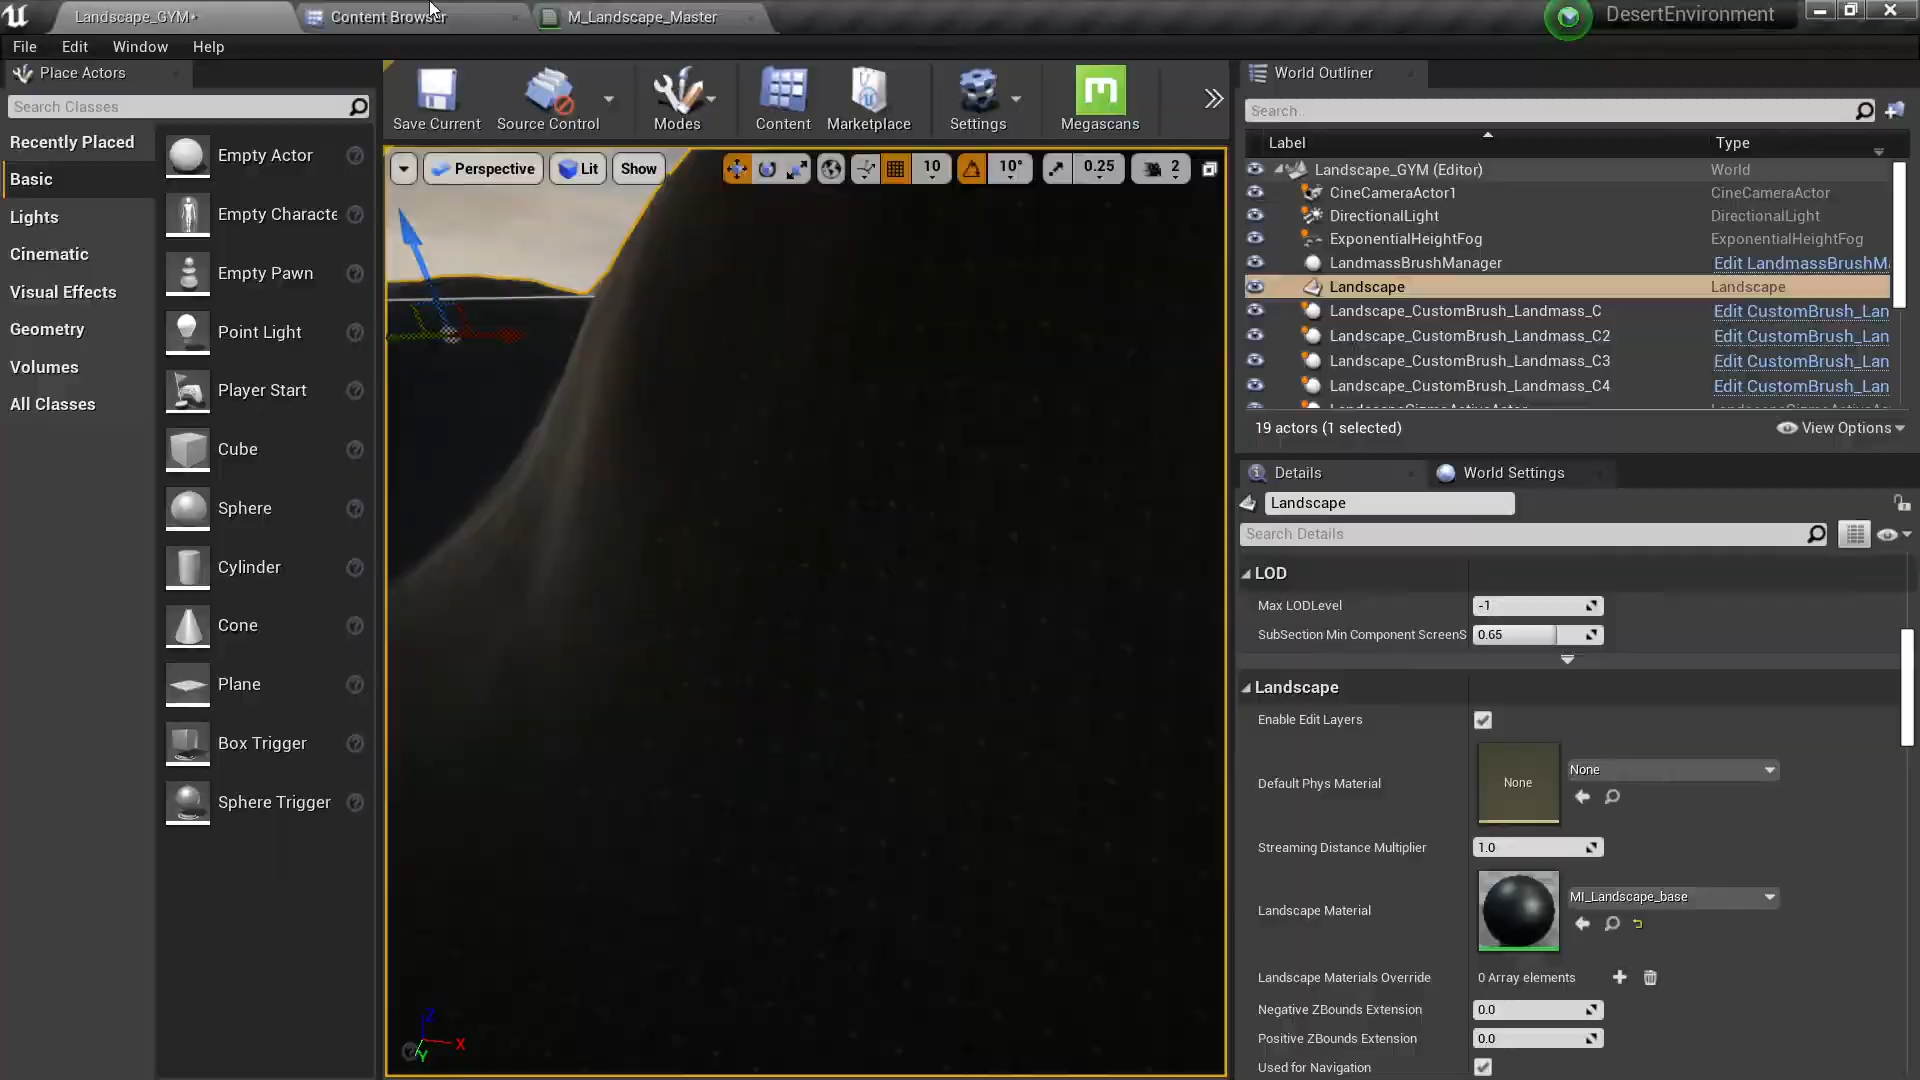 Landscape_GYM*
Content Browser
M_Landscape_Master
DesertEnvironment
File
Edit
Window
Help
Place Actors
Search Classes
Recently Placed
Basic
Lights
Cinematic
Visual Effects
Geometry
Volumes
All Classes
Empty Actor
Empty Characte
Empty Pawn
Point Light
Player Start
Cube
Sphere
Cylinder
Cone
Plane
Box Trigger
Sphere Trigger
Save Current
Source Control
Modes
Content
Marketplace
Settings
Megascans
Perspective
Lit
Show
10
10°
0.25
2
Z
X
Y
World Outliner
Search..
Label
Type
Landscape_GYM (Editor)
World
CineCameraActor1
CineCameraActor
DirectionalLight
DirectionalLight
ExponentialHeightFog
ExponentialHeightFog
LandmassBrushManager
Edit LandmassBrushM
Landscape
Landscape
Landscape_CustomBrush_Landmass_C
Edit CustomBrush_Lan
Landscape_CustomBrush_Landmass_C2
Edit CustomBrush_Lan
Landscape_CustomBrush_Landmass_C3
Edit CustomBrush_Lan
Landscape_CustomBrush_Landmass_C4
Edit CustomBrush_Lan
19 actors (1 selected)
View Options
Details
World Settings
Landscape
Search Details
LOD
Max LODLevel
-1
SubSection Min Component ScreenS
0.65
Landscape
Enable Edit Layers
Default Phys Material
None
None
Streaming Distance Multiplier
1.0
Landscape Material
MI_Landscape_base
Landscape Materials Override
0 Array elements
Negative ZBounds Extension
0.0
Positive ZBounds Extension
0.0
Used for Navigation